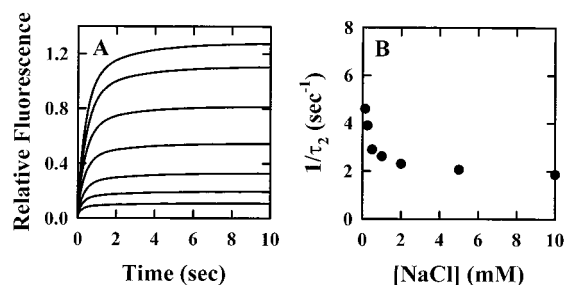 A
Relative Fluorescence
1.2
0.8
0.4
0.0
0 2 4 6 8 10
Time (sec)
B
1/τ₂ (sec⁻¹)
8
6
4
2
0
0 2 4 6 8 10
[NaCl] (mM)